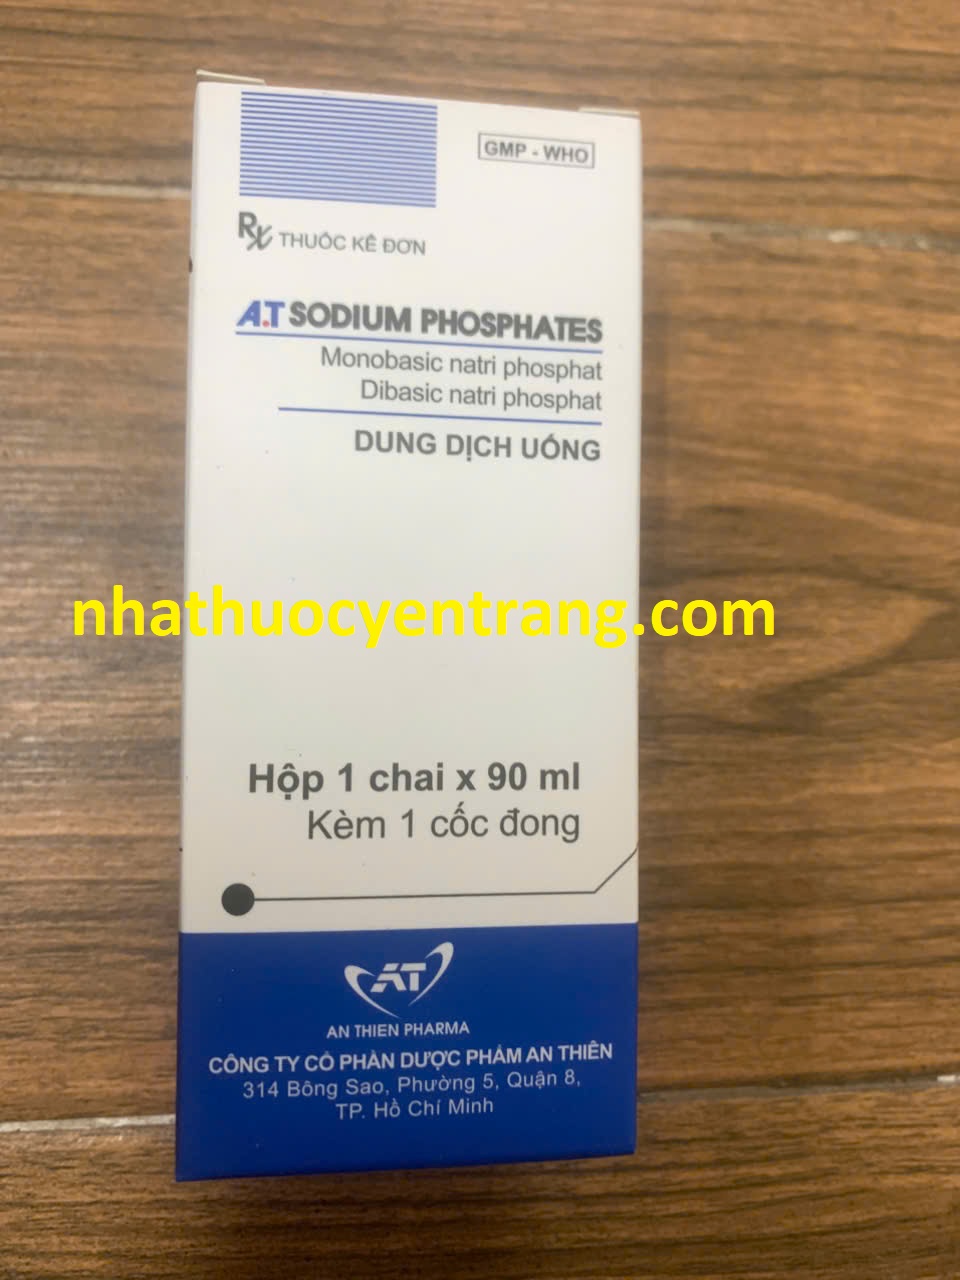 GMP - WHO
Rx THUỐC KÊ ĐƠN
A.T SODIUM PHOSPHATES
Monobasic natri phosphat
Dibasic natri phosphat
DUNG DỊCH UỐNG
nhathuocyentrang.com
Hộp 1 chai x 90 ml
Kèm 1 cốc đong
AT
AN THIEN PHARMA
CÔNG TY CỔ PHẦN DƯỢC PHẨM AN THIÊN
314 Bông Sao, Phường 5, Quận 8,
TP. Hồ Chí Minh